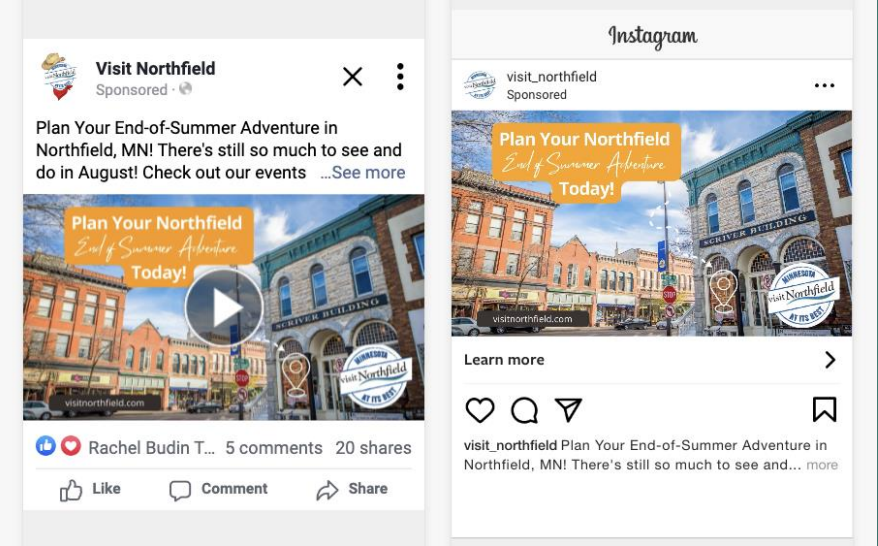 Visit Northfield
Sponsored ·
Plan Your End-of-Summer Adventure in
Northfield, MN! There's still so much to see and
do in August! Check out our events ...See more
Plan Your Northfield
End of Summer Adventure
Today!
SCRIVER BUILDING
STOP
MINNESOTA
visit Northfield
AT ITS BEST
visitnorthfield.com
Rachel Budin T... 5 comments 20 shares
Like Comment Share
Instagram
visit_northfield
Sponsored
Plan Your Northfield
End of Summer Adventure
Today!
SCRIVER BUILDING
STOP
MINNESOTA
visit Northfield
AT ITS BEST
visitnorthfield.com
Learn more
visit_northfield Plan Your End-of-Summer Adventure in
Northfield, MN! There's still so much to see and... more